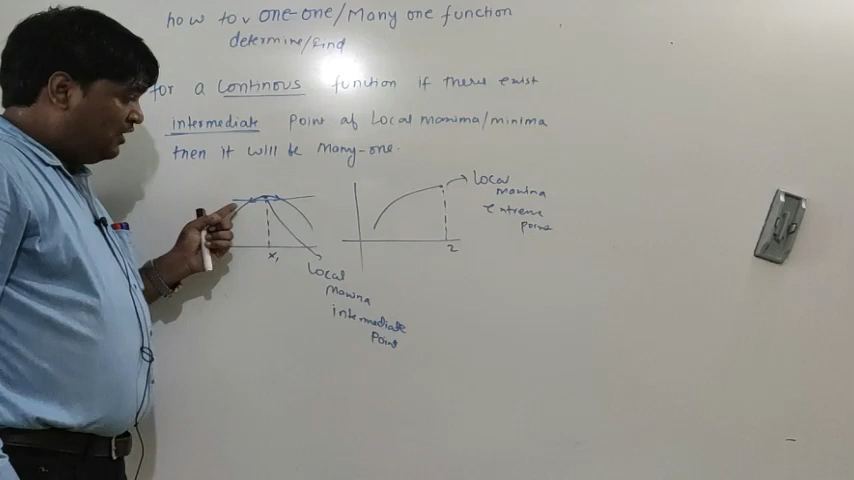 how to one-one/Many one function
determine/find
for a continous function if there exist
intermediate point of Local maxima/minima
then it will be Many-one.
Local
maxima
extreme
point
x₁
2
Local
maxima
intermediate
Point